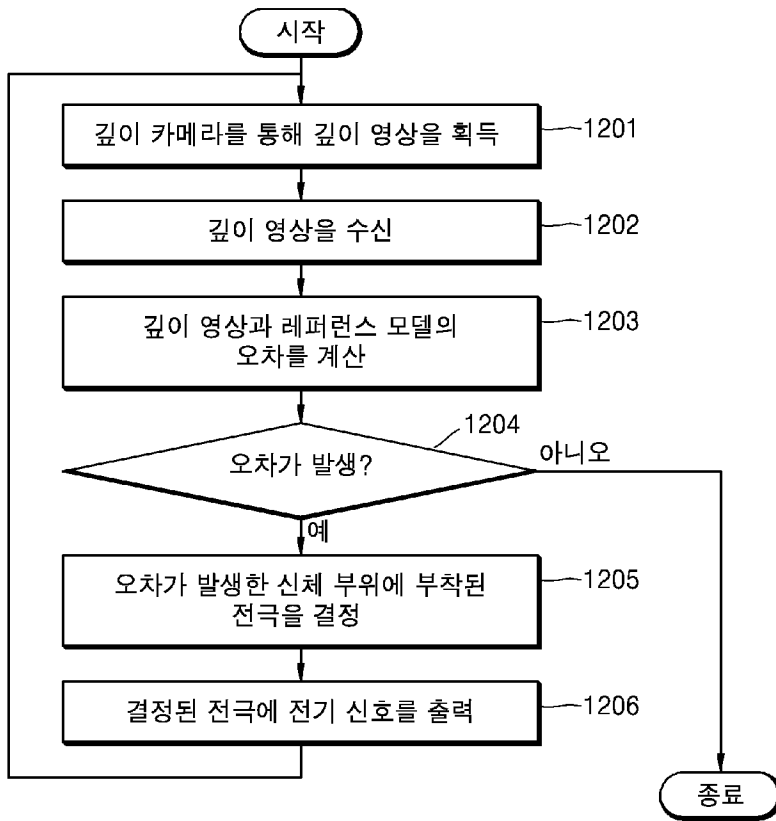 시작
깊이 카메라를 통해 깊이 영상을 획득
1201
깊이 영상을 수신
1202
깊이 영상과 레퍼런스 모델의
오차를 계산
1203
1204
오차가 발생?
아니오
예
오차가 발생한 신체 부위에 부착된
전극을 결정
1205
결정된 전극에 전기 신호를 출력
1206
종료